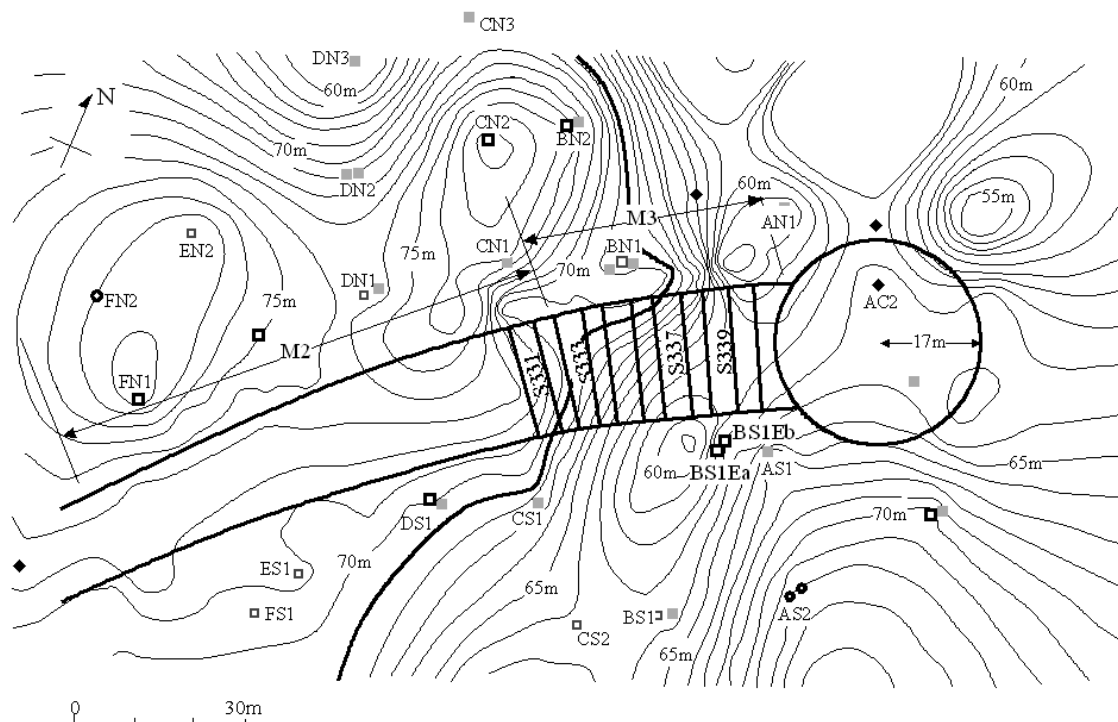 CN3
DN3
60m
60m
N
CN2
BN2
70m
DN2
60m
55m
M3
AN1
EN2
75m
CN1
BN1
70m
DN1
75m
FN2
AC2
M2
S331
S333
S337
S339
17m
FN1
BS1Eb
60m
BS1Ea
AS1
65m
DS1
CS1
70m
70m
ES1
65m
FS1
BS1
AS2
CS2
65m
0 30m